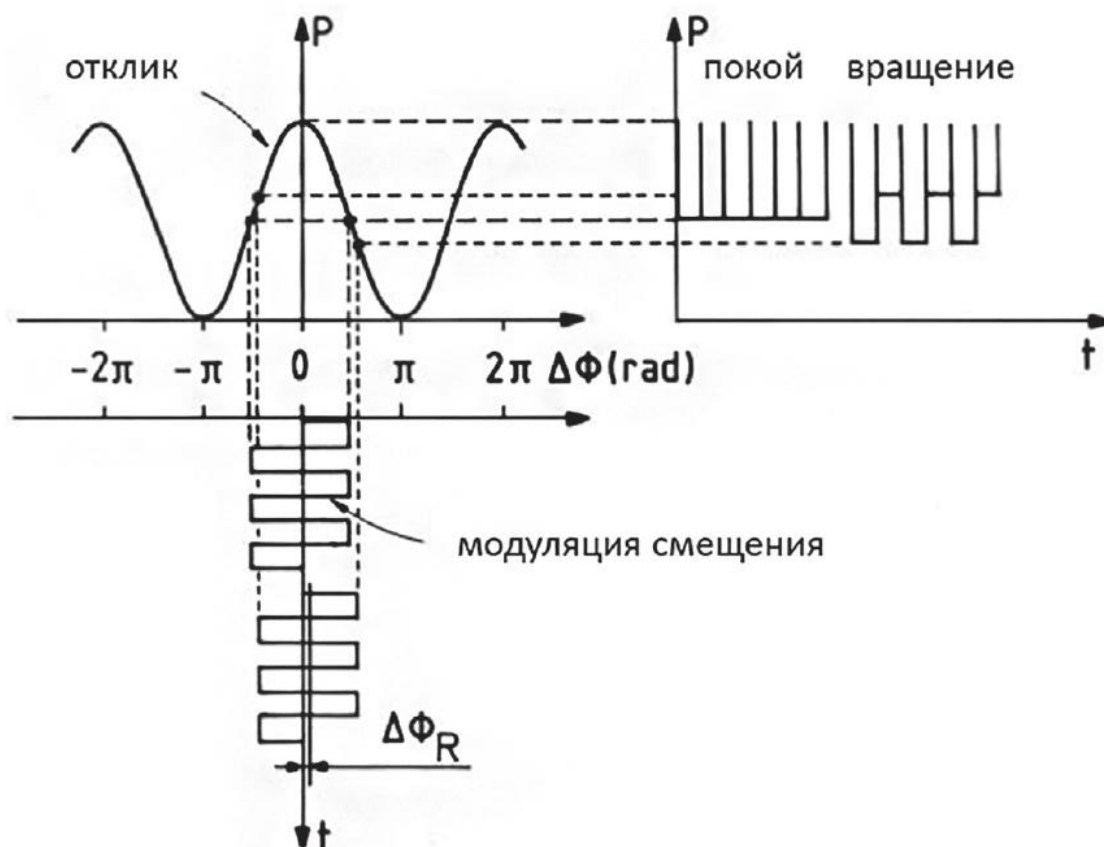 P
отклик
P
покой вращение
-2π -π 0 π 2π ΔΦ(rad)
t
модуляция смещения
ΔΦR
t